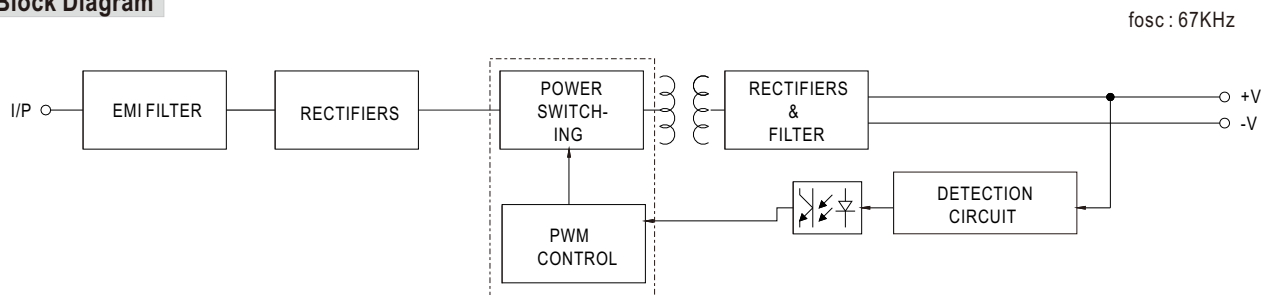 Block Diagram
fosc : 67KHz
I/P
EMI FILTER
RECTIFIERS
POWER
SWITCH-
ING
RECTIFIERS
&
FILTER
+V
-V
DETECTION
CIRCUIT
PWM
CONTROL